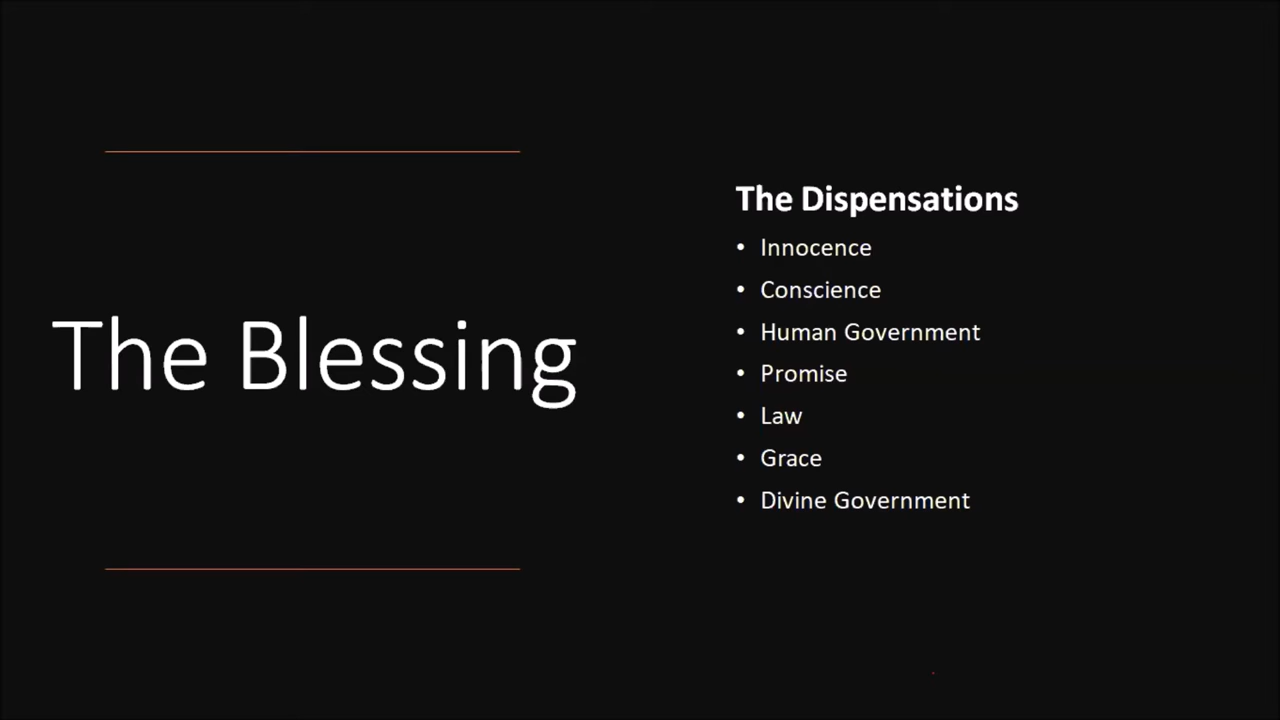 The Blessing
The Dispensations
• Innocence
• Conscience
• Human Government
• Promise
• Law
• Grace
• Divine Government